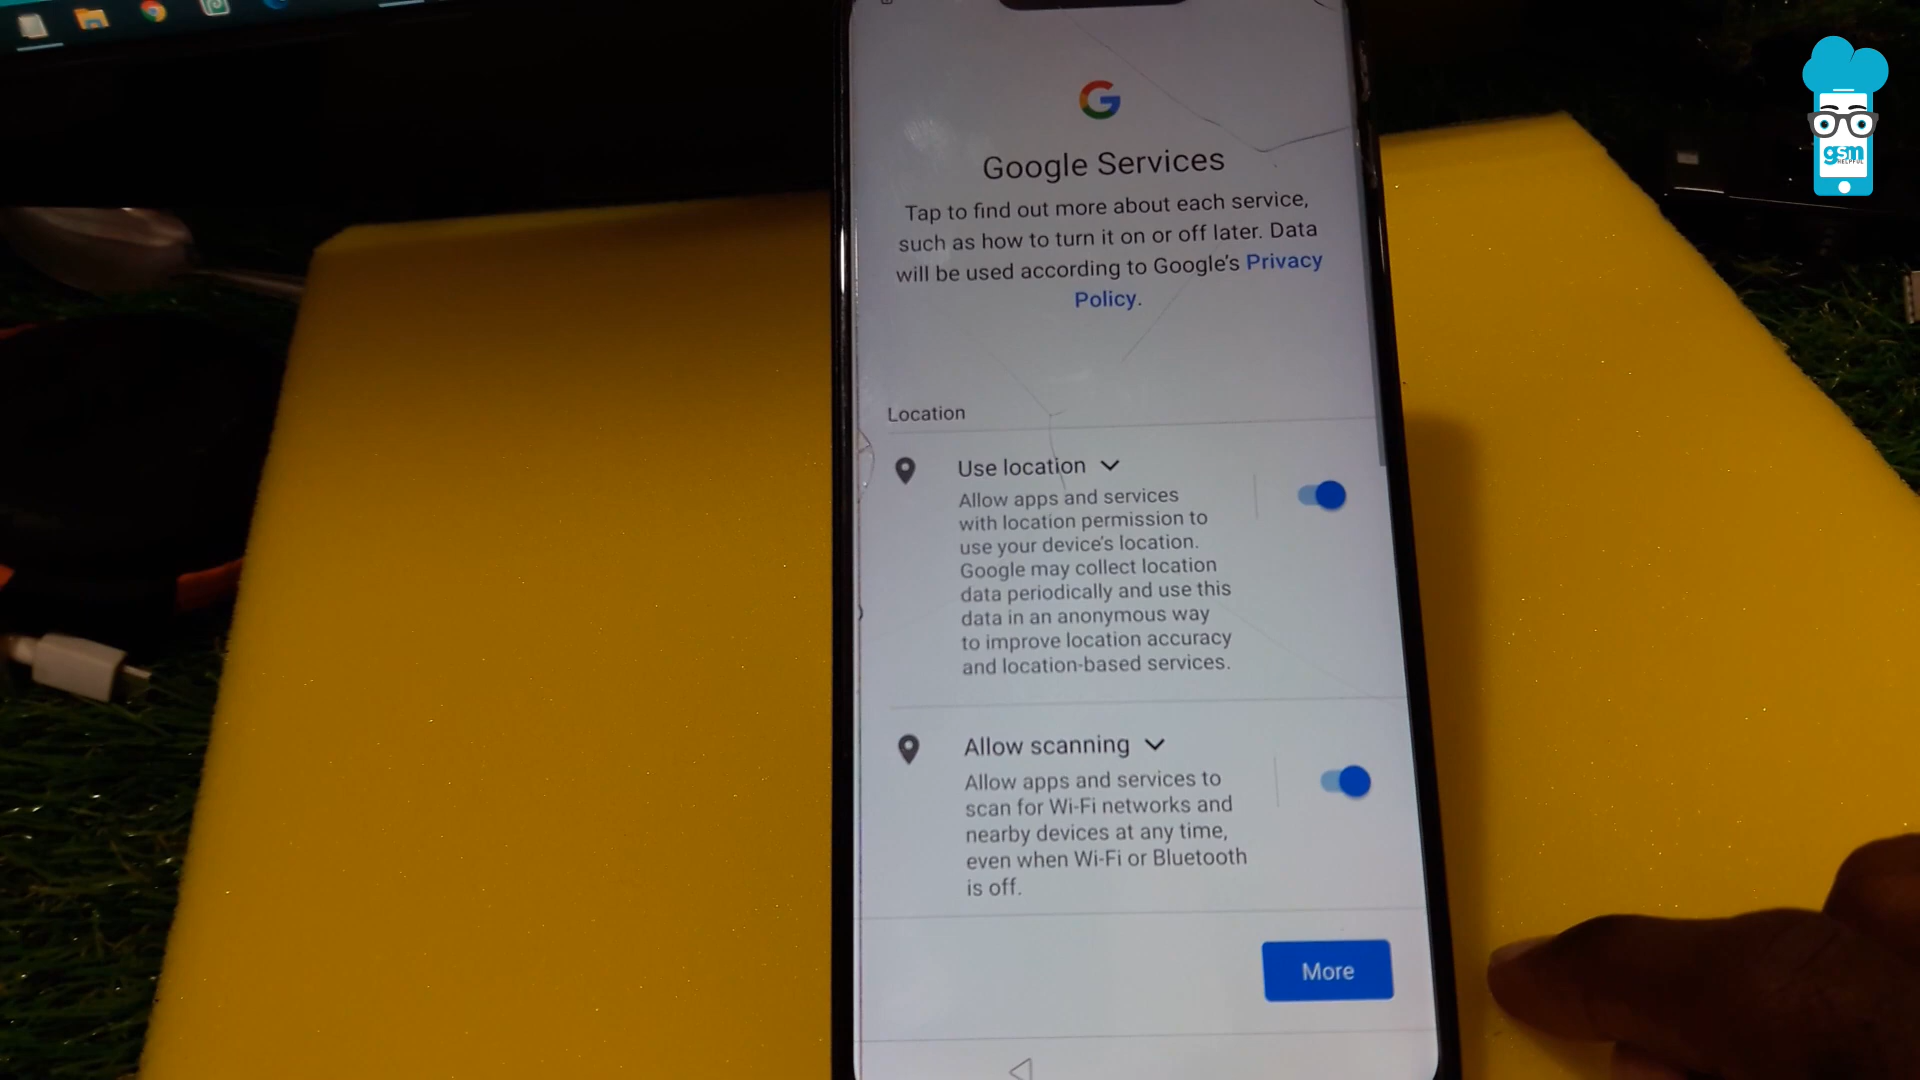 Google Services
Tap to find out more about each service,
such as how to turn it on or off later. Data
will be used according to Google's Privacy
Policy.
Location
Use location
Allow apps and services
with location permission to
use your device's location.
Google may collect location
data periodically and use this
data in an anonymous way
to improve location accuracy
and location-based services.
Allow scanning
Allow apps and services to
scan for Wi-Fi networks and
nearby devices at any time,
even when Wi-Fi or Bluetooth
is off.
More
gsm
HELPFUL